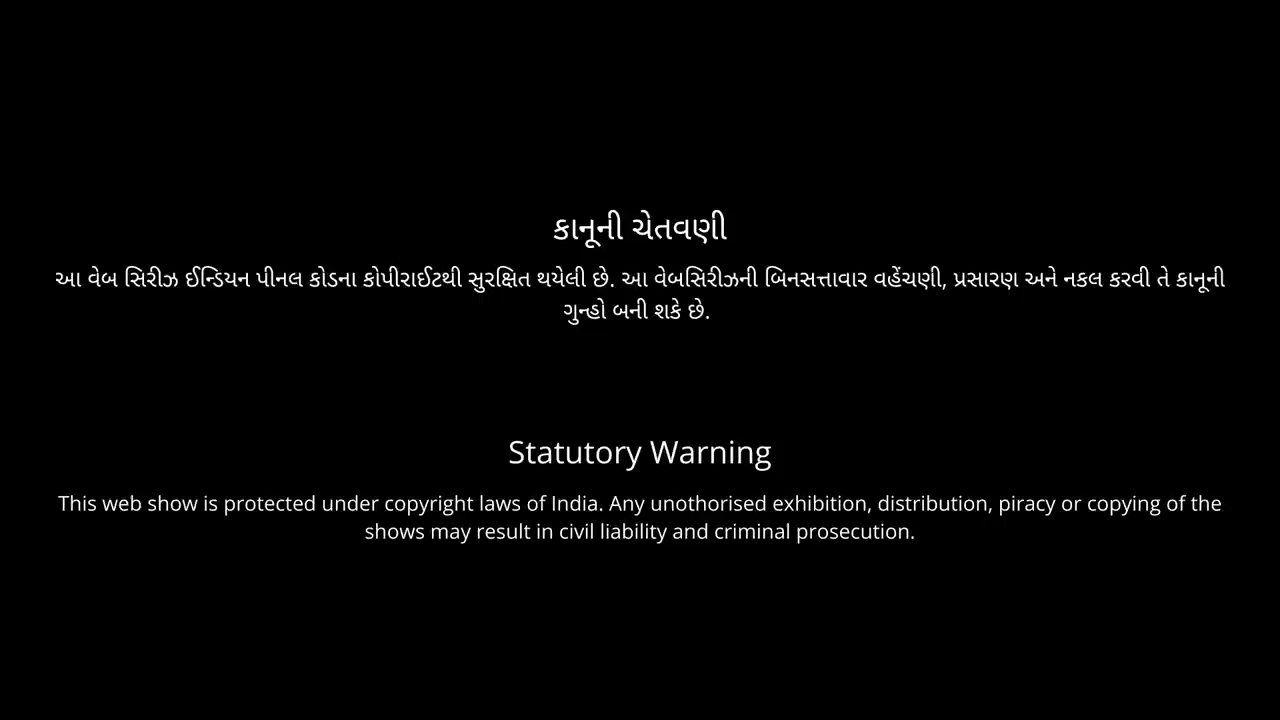 કાનૂની ચેતવણી
આ વેબ સિરીઝ ઈન્ડિયન પીનલ કોડના કોપીરાઈટથી સુરક્ષિત થયેલી છે. આ વેબસિરીઝની બિનસત્તાવાર વહેંચણી, પ્રસારણ અને નકલ કરવી તે કાનૂની
ગુન્હો બની શકે છે.
Statutory Warning
This web show is protected under copyright laws of India. Any unothorised exhibition, distribution, piracy or copying of the
shows may result in civil liability and criminal prosecution.